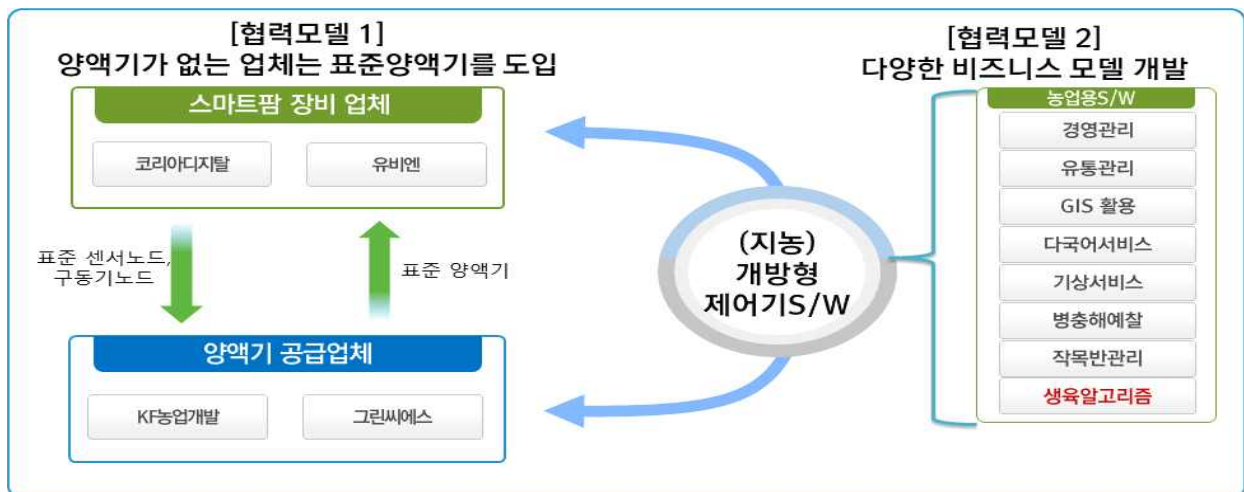 [협력모델 1]
양액기가 없는 업체는 표준양액기를 도입
스마트팜 장비 업체
코리아디지탈
유비엔
표준 센서노드,
구동기노드
표준 양액기
양액기 공급업체
KF농업개발
그린씨에스
(지농)
개방형
제어기S/W
[협력모델 2]
다양한 비즈니스 모델 개발
농업용S/W
경영관리
유통관리
GIS 활용
다국어서비스
기상서비스
병충해예찰
작목반관리
생육알고리즘